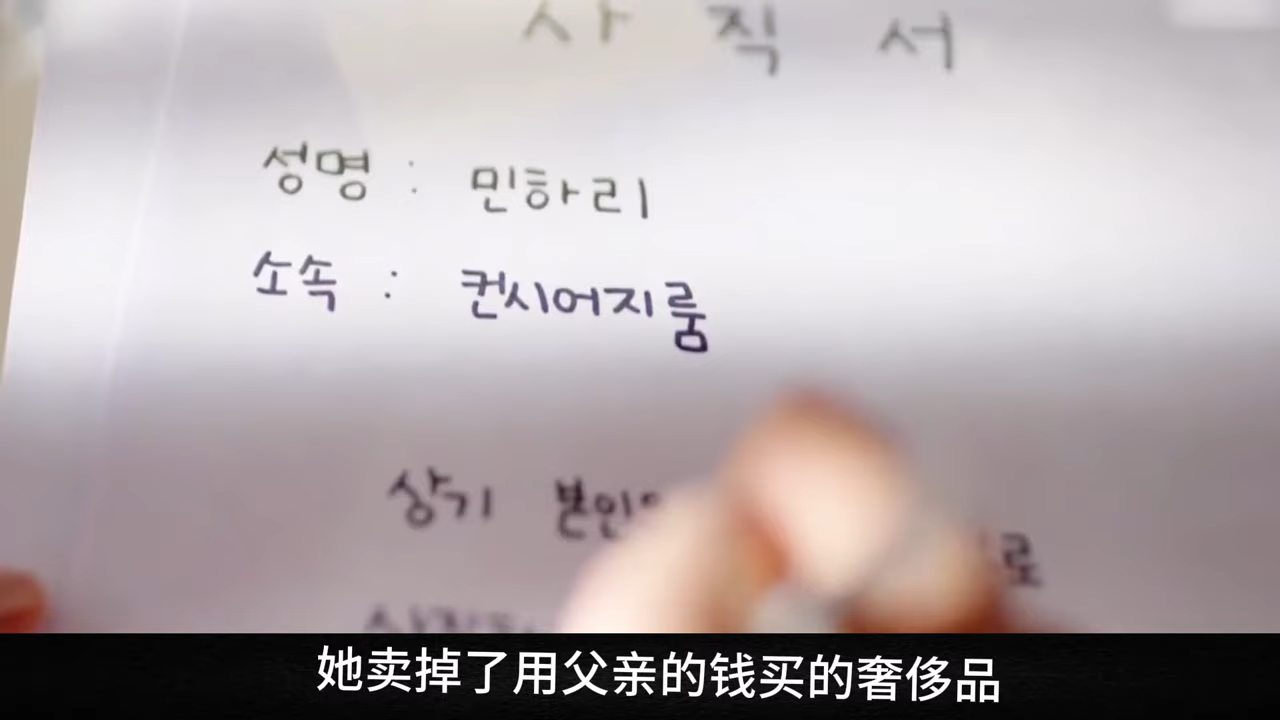 사 직 서
성명 : 민하리
소속 : 컨시어지룸
상기 본인
로
她卖掉了用父亲的钱买的奢侈品